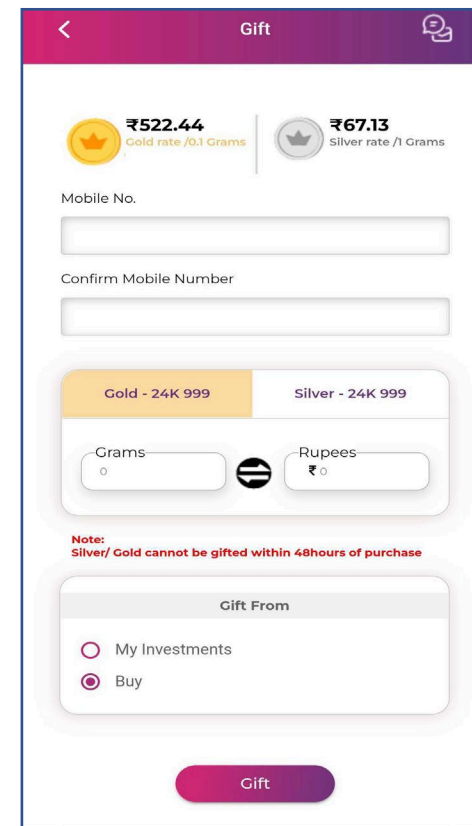 Gift
₹522.44
Gold rate /0.1 Grams
₹67.13
Silver rate /1 Grams
Mobile No.
Confirm Mobile Number
Gold - 24K 999
Silver - 24K 999
Grams
0
Rupees
₹ 0
Note:
Silver/ Gold cannot be gifted within 48hours of purchase
Gift From
My Investments
Buy
Gift